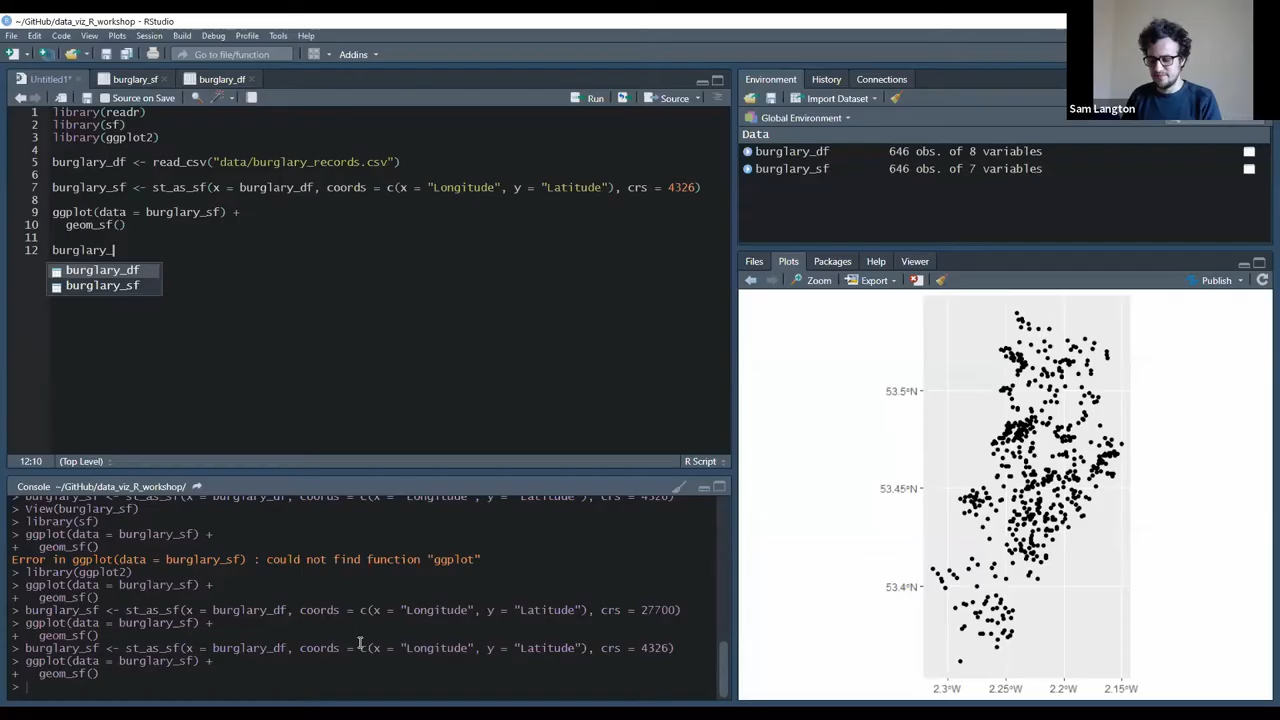 ~/GitHub/data_viz_R_workshop - RStudio
File Edit Code View Plots Session Build Debug Profile Tools Help
Go to file/function Addins
Untitled1* burglary_sf burglary_df
Source on Save Run Source
1 library(readr)
2 library(sf)
3 library(ggplot2)
4
5 burglary_df <- read_csv("data/burglary_records.csv")
6
7 burglary_sf <- st_as_sf(x = burglary_df, coords = c(x = "Longitude", y = "Latitude"), crs = 4326)
8
9 ggplot(data = burglary_sf) +
10 geom_sf()
11
12 burglary_
burglary_df
burglary_sf
12:10 (Top Level) R Script
Console ~/GitHub/data_viz_R_workshop/
> burglary_sf <- st_as_sf(x = burglary_df, coords = c(x = "Longitude", y = "Latitude"), crs = 4326)
> View(burglary_sf)
> library(sf)
> ggplot(data = burglary_sf) +
+ geom_sf()
Error in ggplot(data = burglary_sf) : could not find function "ggplot"
> library(ggplot2)
> ggplot(data = burglary_sf) +
+ geom_sf()
> burglary_sf <- st_as_sf(x = burglary_df, coords = c(x = "Longitude", y = "Latitude"), crs = 27700)
> ggplot(data = burglary_sf) +
+ geom_sf()
> burglary_sf <- st_as_sf(x = burglary_df, coords = c(x = "Longitude", y = "Latitude"), crs = 4326)
> ggplot(data = burglary_sf) +
+ geom_sf()
>
Sam Langton
Environment History Connections
Import Dataset
Global Environment
Data
burglary_df 646 obs. of 8 variables
burglary_sf 646 obs. of 7 variables
Files Plots Packages Help Viewer
Zoom Export Publish
53.5°N
53.45°N
53.4°N
2.3°W 2.25°W 2.2°W 2.15°W